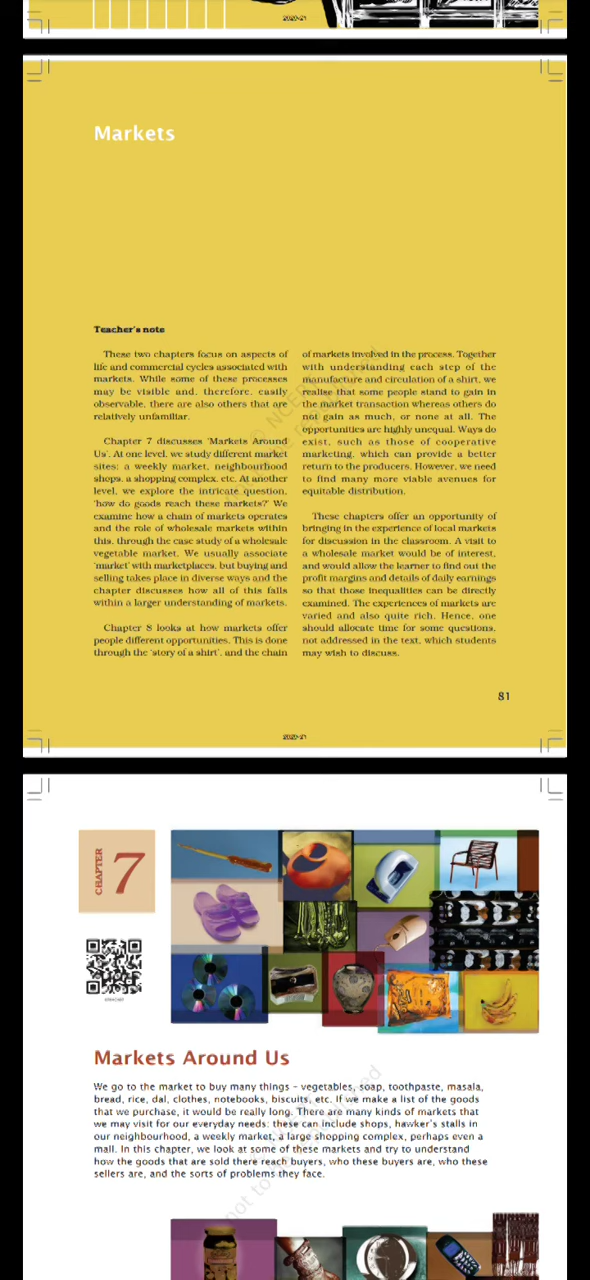 2020-21
Markets
Teacher's note
These two chapters focus on aspects of
life and commercial cycles associated with
markets. While some of these processes
may be visible and, therefore, easily
observable, there are also others that are
relatively unfamiliar.
Chapter 7 discusses 'Markets Around
Us'. At one level, we study different market
sites; a weekly market, neighbourhood
shops, a shopping complex, etc. At another
level, we explore the intricate question,
'how do goods reach these markets?' We
examine how a chain of markets operates
and the role of wholesale markets within
this, through the case study of a wholesale
vegetable market. We usually associate
'market' with marketplaces, but buying and
selling takes place in diverse ways and the
chapter discusses how all of this falls
within a larger understanding of markets.
Chapter 8 looks at how markets offer
people different opportunities. This is done
through the 'story of a shirt', and the chain
of markets involved in the process. Together
with understanding each step of the
manufacture and circulation of a shirt, we
realise that some people stand to gain in
the market transaction whereas others do
not gain as much, or none at all. The
opportunities are highly unequal. Ways do
exist, such as those of cooperative
marketing, which can provide a better
return to the producers. However, we need
to find many more viable avenues for
equitable distribution.
These chapters offer an opportunity of
bringing in the experience of local markets
for discussion in the classroom. A visit to
a wholesale market would be of interest,
and would allow the learner to find out the
profit margins and details of daily earnings
so that those inequalities can be directly
examined. The experiences of markets are
varied and also quite rich. Hence, one
should allocate time for some questions,
not addressed in the text, which students
may wish to discuss.
81
2020-21
CHAPTER 7
Markets Around Us
We go to the market to buy many things – vegetables, soap, toothpaste, masala,
bread, rice, dal, clothes, notebooks, biscuits, etc. If we make a list of the goods
that we purchase, it would be really long. There are many kinds of markets that
we may visit for our everyday needs: these can include shops, hawker's stalls in
our neighbourhood, a weekly market, a large shopping complex, perhaps even a
mall. In this chapter, we look at some of these markets and try to understand
how the goods that are sold there reach buyers, who these buyers are, who these
sellers are, and the sorts of problems they face.